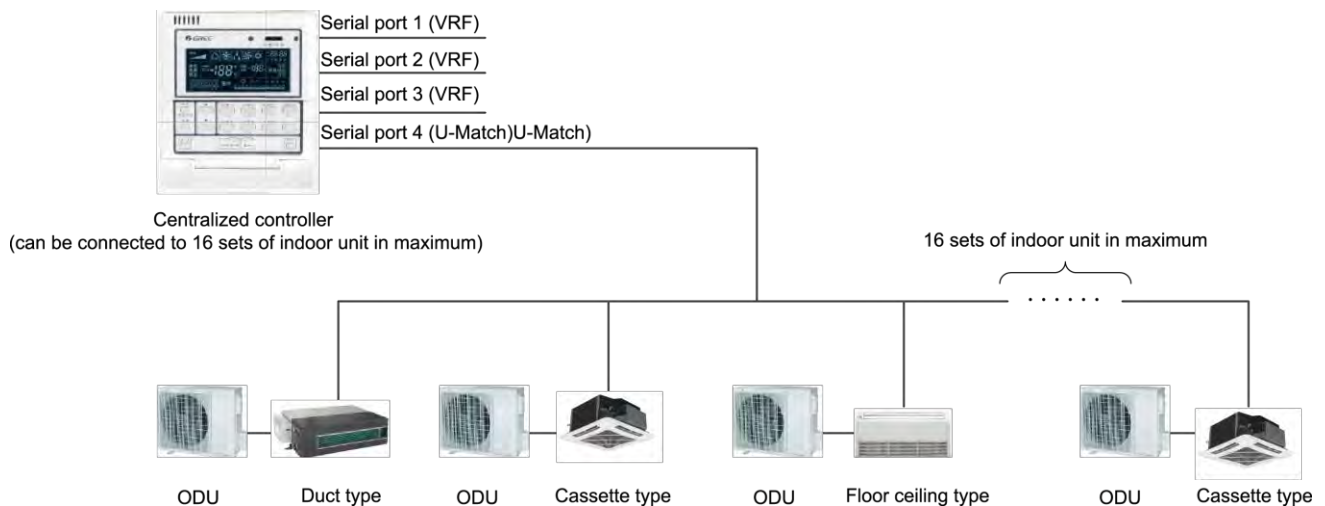 GREE
Serial port 1 (VRF)
Serial port 2 (VRF)
Serial port 3 (VRF)
Serial port 4 (U-Match)U-Match)
Centralized controller
(can be connected to 16 sets of indoor unit in maximum)
16 sets of indoor unit in maximum
......
ODU
Duct type
ODU
Cassette type
ODU
Floor ceiling type
ODU
Cassette type